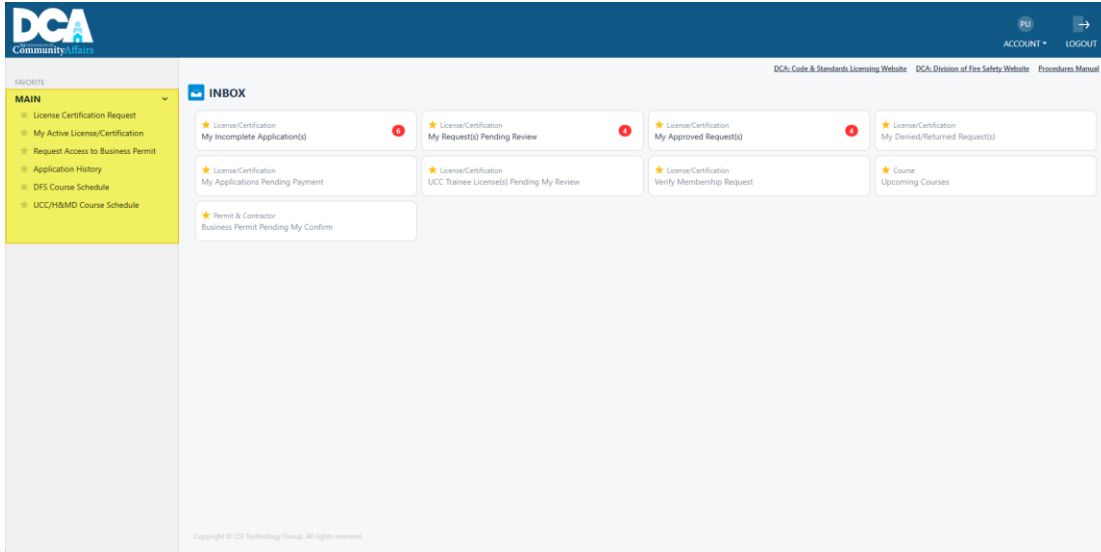 DCA
CommunityAffairs
PU
ACCOUNT
LOGOUT
DCA: Code & Standards Licensing Website DCA: Division of Fire Safety Website Procedures Manual
FAVORITE
MAIN
License Certification Request
My Active License/Certification
Request Access to Business Permit
Application History
DFS Course Schedule
UCC/H&MD Course Schedule
INBOX
License/Certification
My Incomplete Application(s)
6
License/Certification
My Request(s) Pending Review
4
License/Certification
My Approved Request(s)
4
License/Certification
My Denied/Returned Request(s)
License/Certification
My Applications Pending Payment
License/Certification
UCC Trainee License(s) Pending My Review
License/Certification
Verify Membership Request
Course
Upcoming Courses
Permit & Contractor
Business Permit Pending My Confirm
Copyright © CSI Technology Group. All rights reserved.